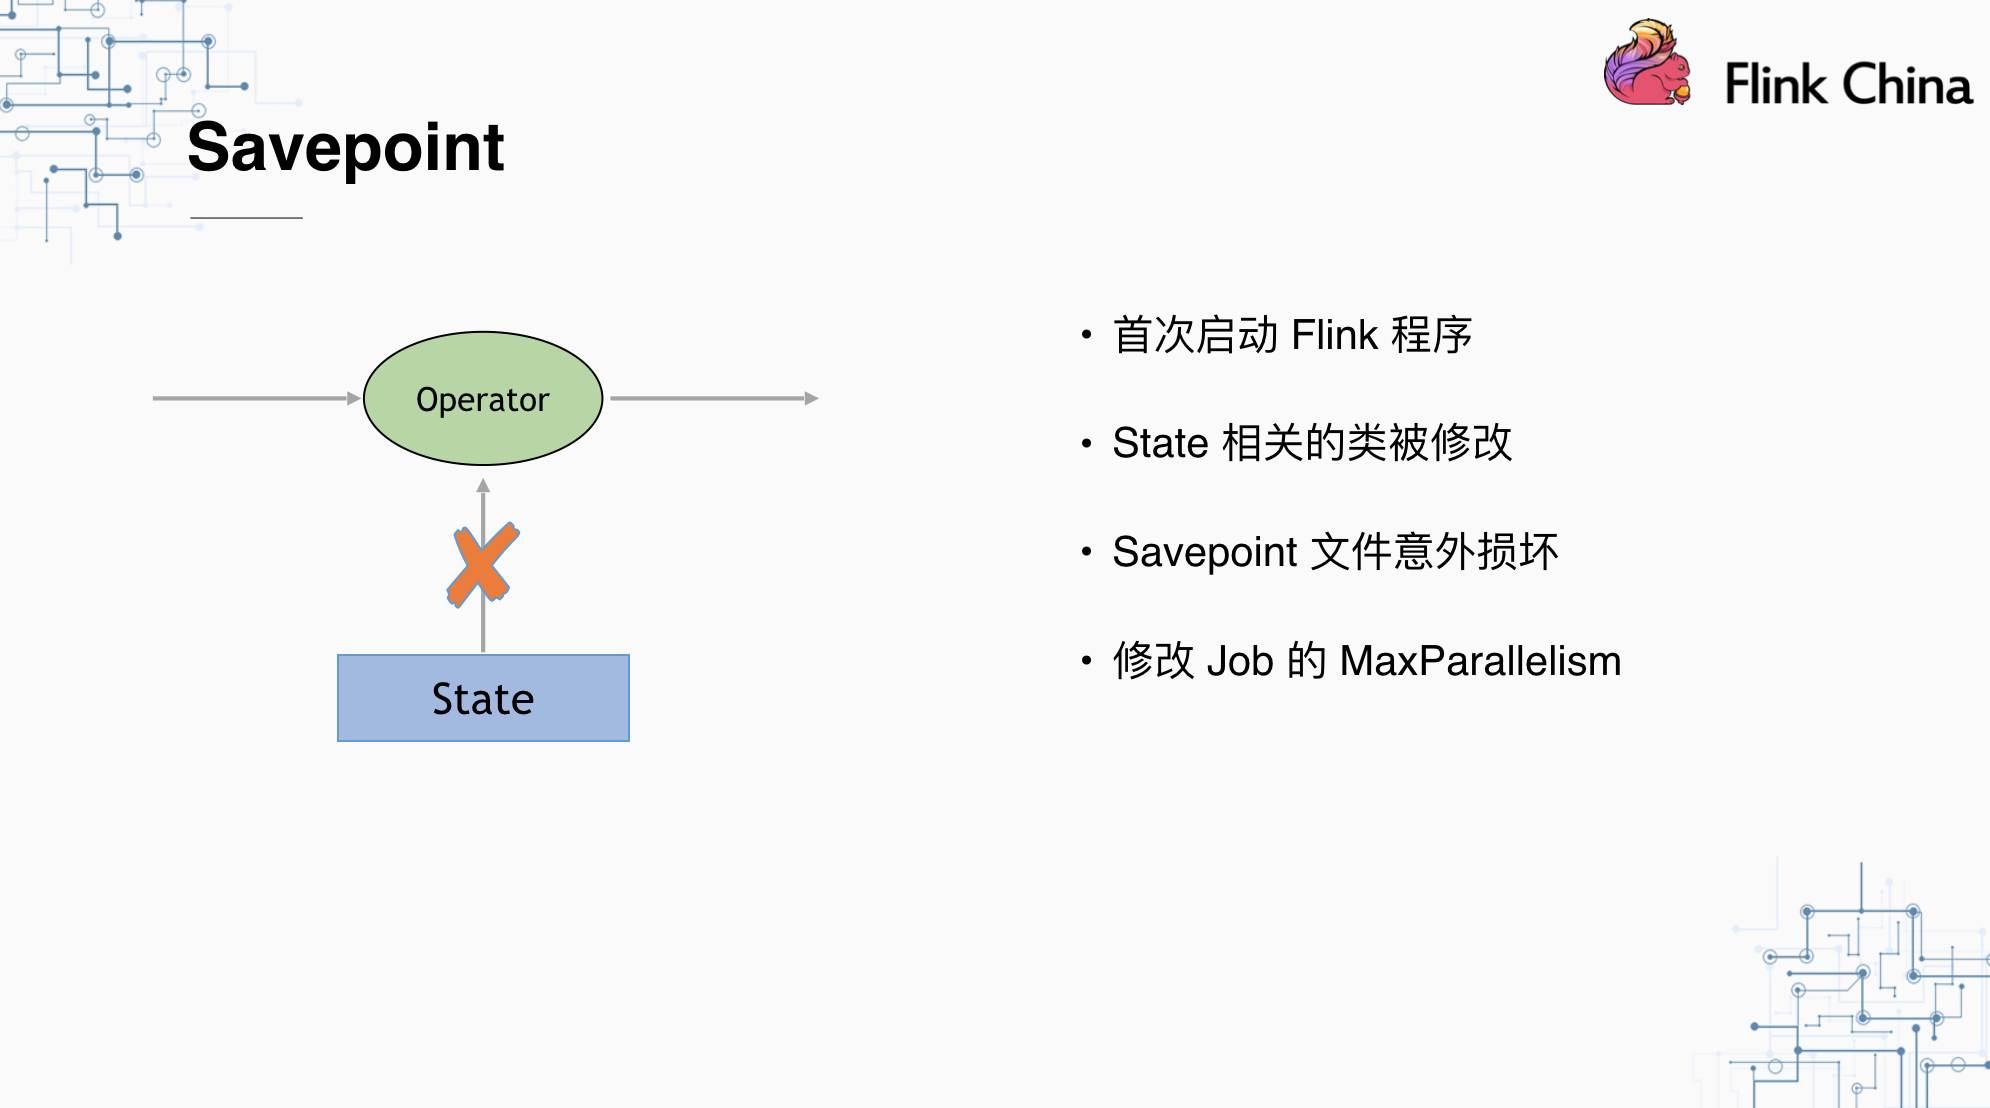 Flink China
Savepoint
Operator
State
• 首次启动 Flink 程序
• State 相关的类被修改
• Savepoint 文件意外损坏
• 修改 Job 的 MaxParallelism